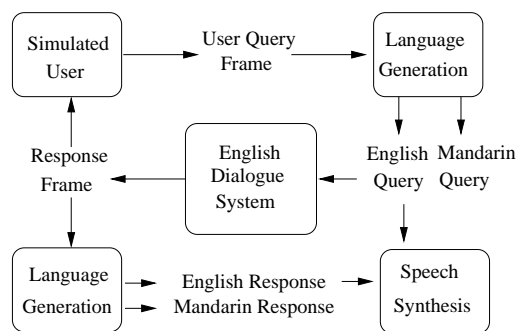 Simulated
User
User Query
Frame
Language
Generation
Response
Frame
English
Dialogue
System
English
Query
Mandarin
Query
Language
Generation
English Response
Mandarin Response
Speech
Synthesis